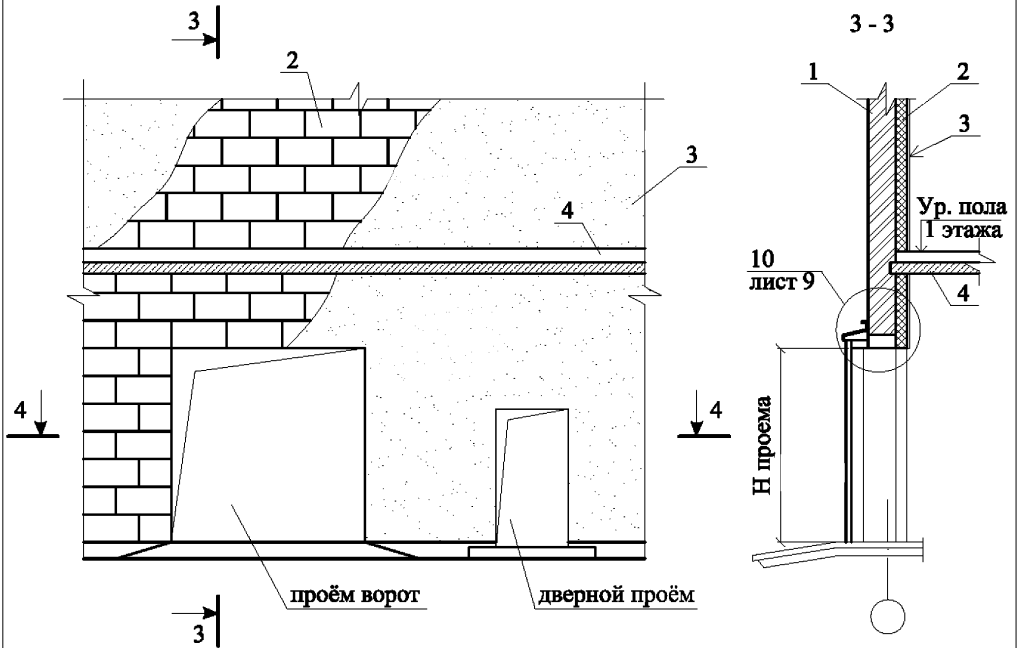 3
3 - 3
2
1
2
3
3
4
Ур. пола
1 этажа
10
лист 9
4
4
4
Н проема
проём ворот
дверной проём
3